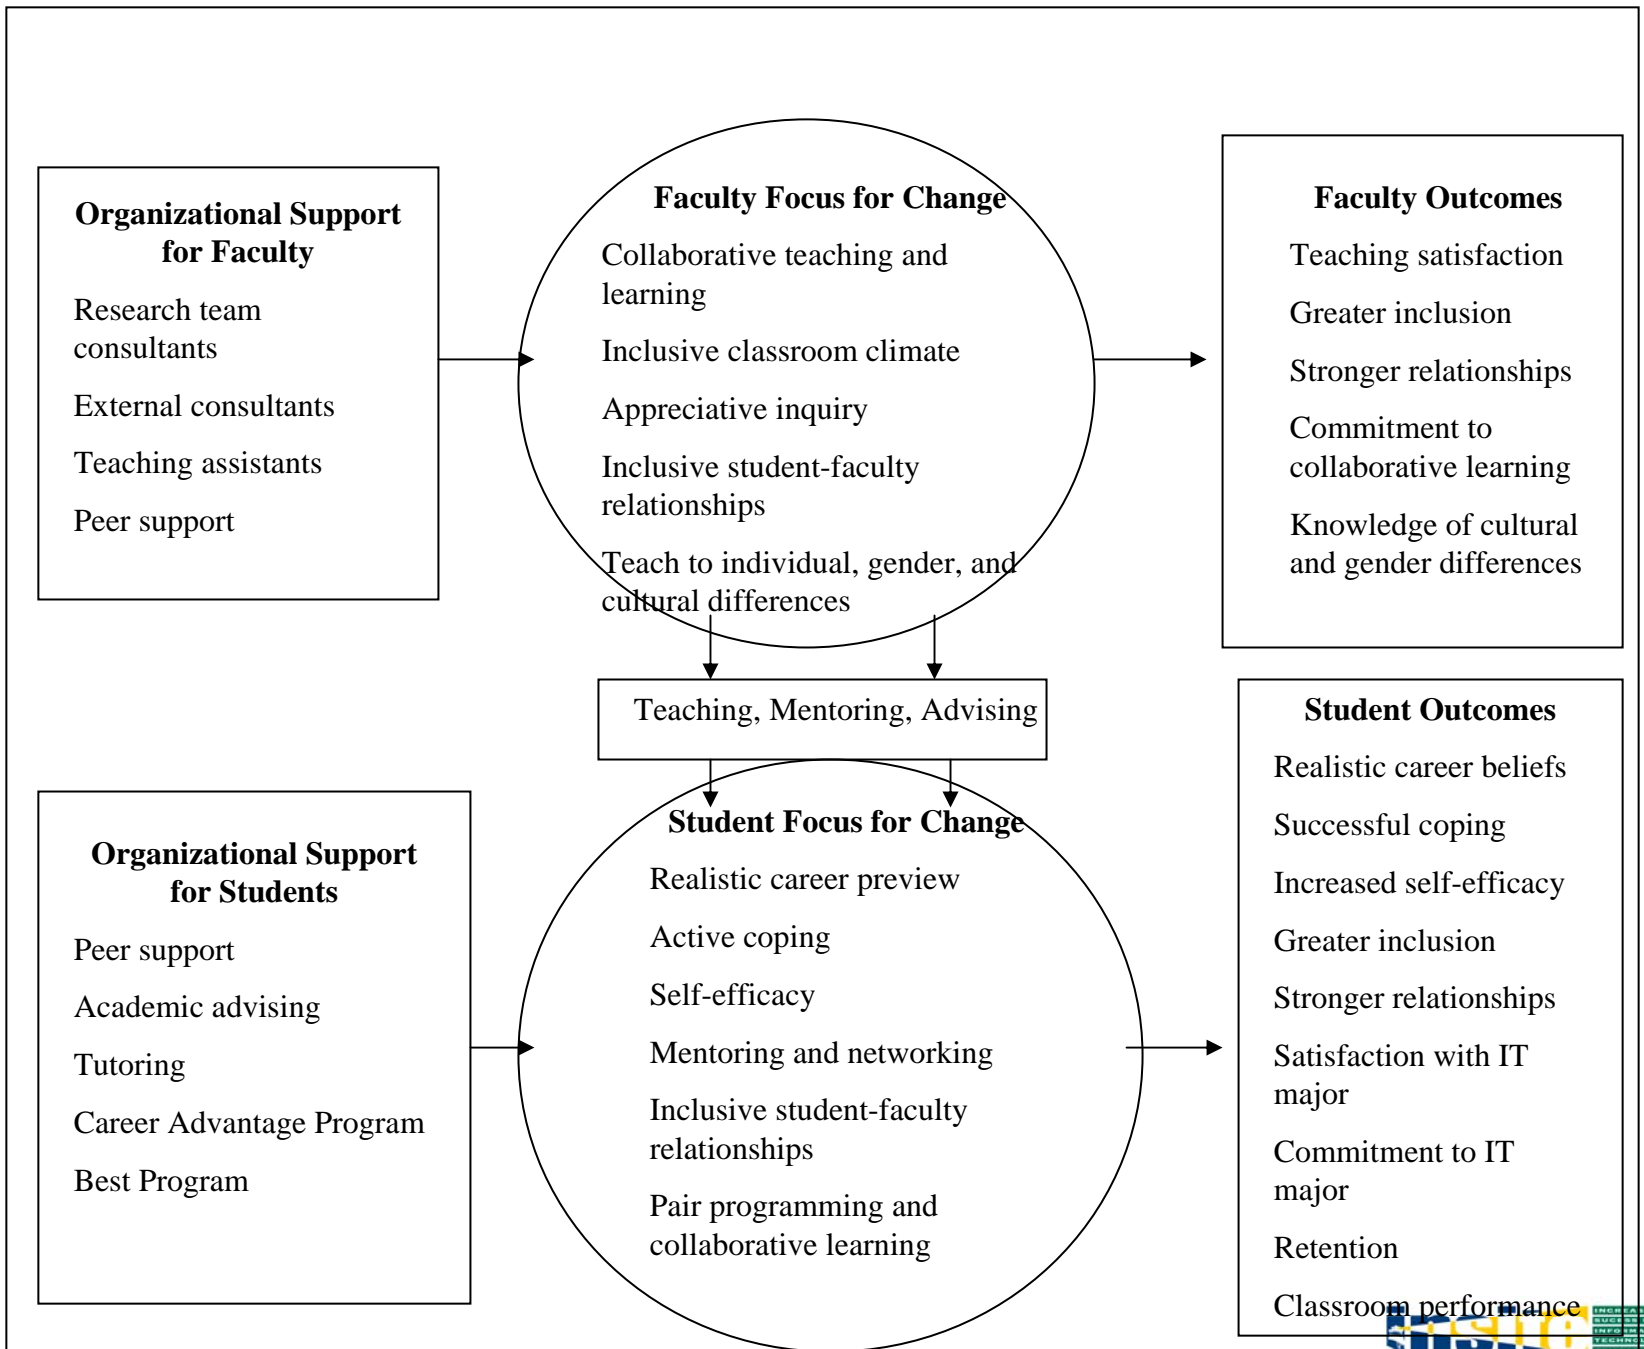 Organizational Support
for Faculty
Research team
consultants
External consultants
Teaching assistants
Peer support
Faculty Focus for Change
Collaborative teaching and
learning
Inclusive classroom climate
Appreciative inquiry
Inclusive student-faculty
relationships
Teach to individual, gender, and
cultural differences
Faculty Outcomes
Teaching satisfaction
Greater inclusion
Stronger relationships
Commitment to
collaborative learning
Knowledge of cultural
and gender differences
Teaching, Mentoring, Advising
Organizational Support
for Students
Peer support
Academic advising
Tutoring
Career Advantage Program
Best Program
Student Focus for Change
Realistic career preview
Active coping
Self-efficacy
Mentoring and networking
Inclusive student-faculty
relationships
Pair programming and
collaborative learning
Student Outcomes
Realistic career beliefs
Successful coping
Increased self-efficacy
Greater inclusion
Stronger relationships
Satisfaction with IT
major
Commitment to IT
major
Retention
Classroom performance